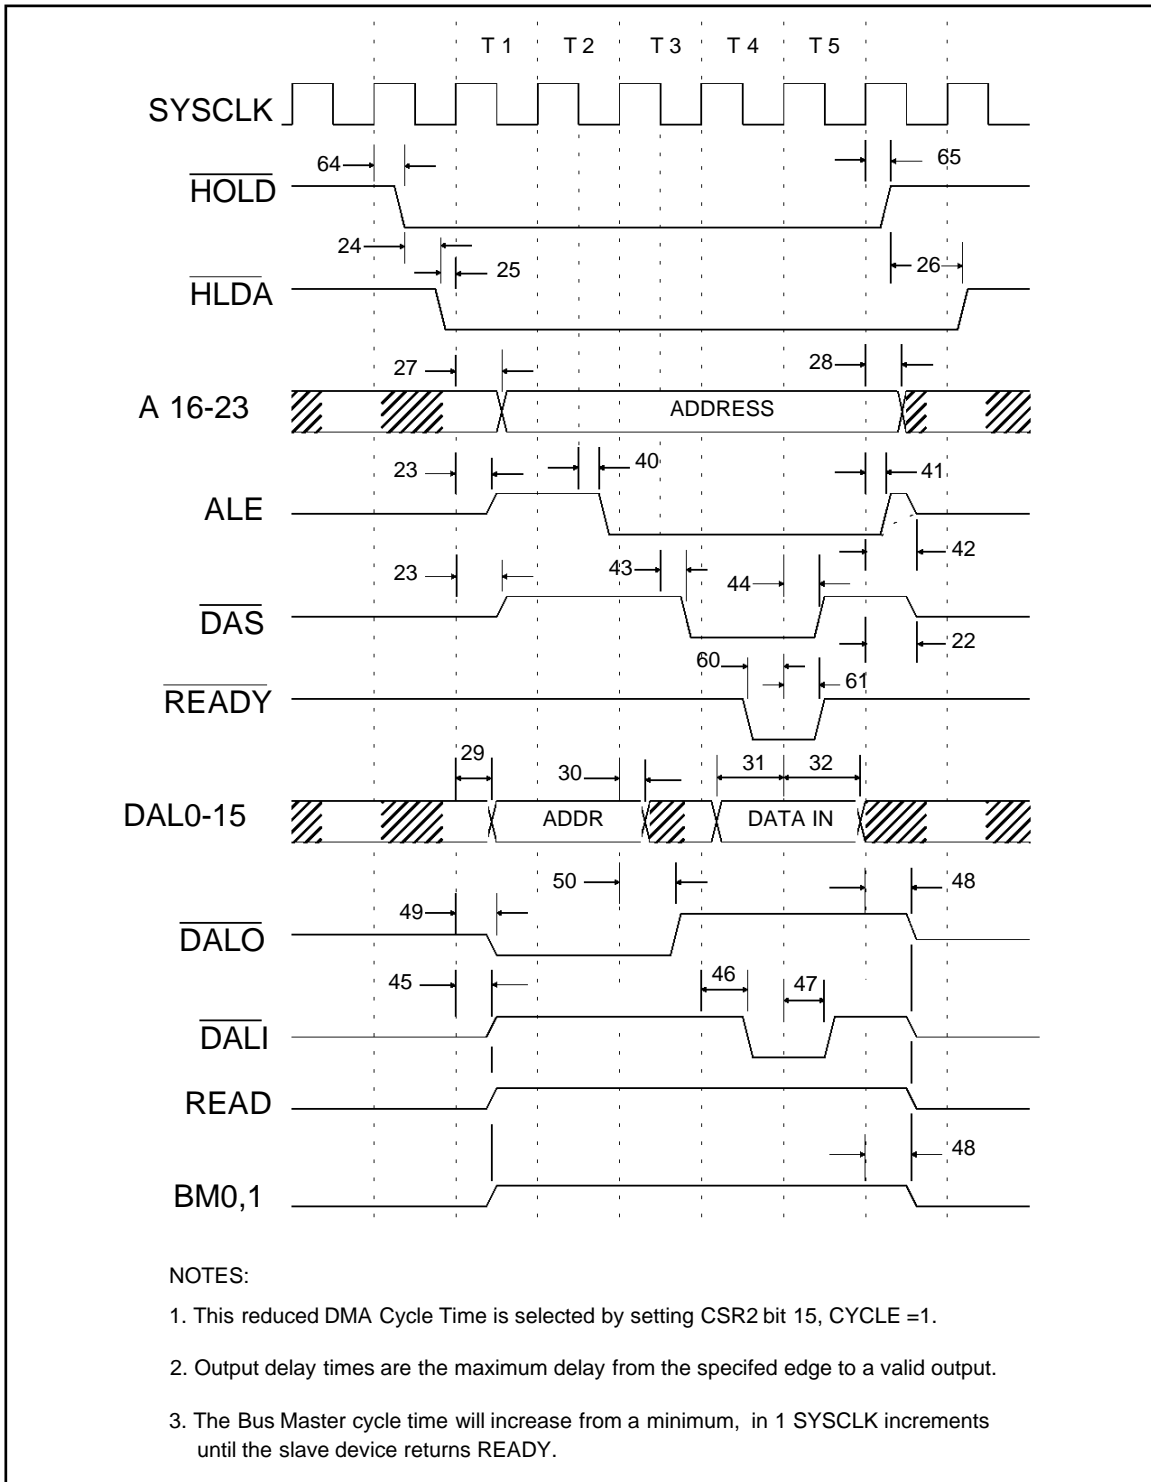 T 1 T 2 T 3 T 4 T 5
SYSCLK
64 65
HOLD
24 25 26
HLDA
27 28
A 16-23 ADDRESS
23 40 41
ALE
42
23 43 44
DAS
22
60 61
READY
29 30 31 32
DAL0-15 ADDR DATA IN
50 48
49
DALO
45 46 47
DALI
READ
48
BM0,1
NOTES:
1. This reduced DMA Cycle Time is selected by setting CSR2 bit 15, CYCLE =1.
2. Output delay times are the maximum delay from the specifed edge to a valid output.
3. The Bus Master cycle time will increase from a minimum, in 1 SYSCLK increments
until the slave device returns READY.